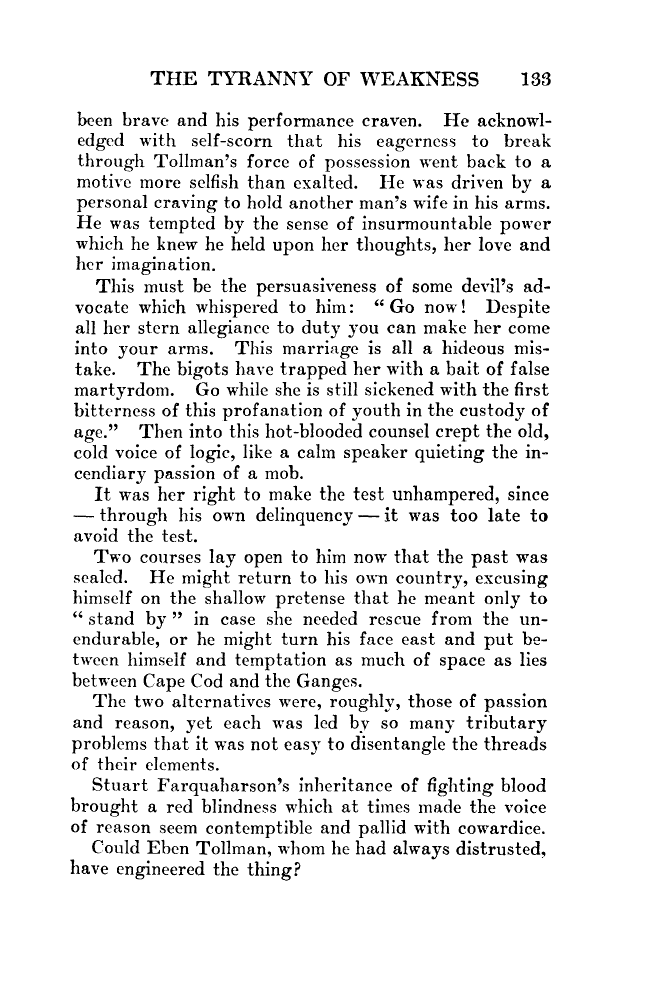 THE TYRANNY OF WEAKNESS 133
been brave and his performance craven. He acknowl-
edged with self-scorn that his eagerness to break
through Tollman's force of possession went back to a
motive more selfish than exalted. He was driven by a
personal craving to hold another man's wife in his arms.
He was tempted by the sense of insurmountable power
which he knew he held upon her thoughts, her love and
her imagination.
This must be the persuasiveness of some devil's ad-
vocate which whispered to him: "Go now! Despite
all her stern allegiance to duty you can make her come
into your arms. This marriage is all a hideous mis-
take. The bigots have trapped her with a bait of false
martyrdom. Go while she is still sickened with the first
bitterness of this profanation of youth in the custody of
age." Then into this hot-blooded counsel crept the old,
cold voice of logic, like a calm speaker quieting the in-
cendiary passion of a mob.
It was her right to make the test unhampered, since
— through his own delinquency — it was too late to
avoid the test.
Two courses lay open to him now that the past was
sealed. He might return to his own country, excusing
himself on the shallow pretense that he meant only to
"stand by" in case she needed rescue from the un-
endurable, or he might turn his face east and put be-
tween himself and temptation as much of space as lies
between Cape Cod and the Ganges.
The two alternatives were, roughly, those of passion
and reason, yet each was led by so many tributary
problems that it was not easy to disentangle the threads
of their elements.
Stuart Farquaharson's inheritance of fighting blood
brought a red blindness which at times made the voice
of reason seem contemptible and pallid with cowardice.
Could Eben Tollman, whom he had always distrusted,
have engineered the thing?